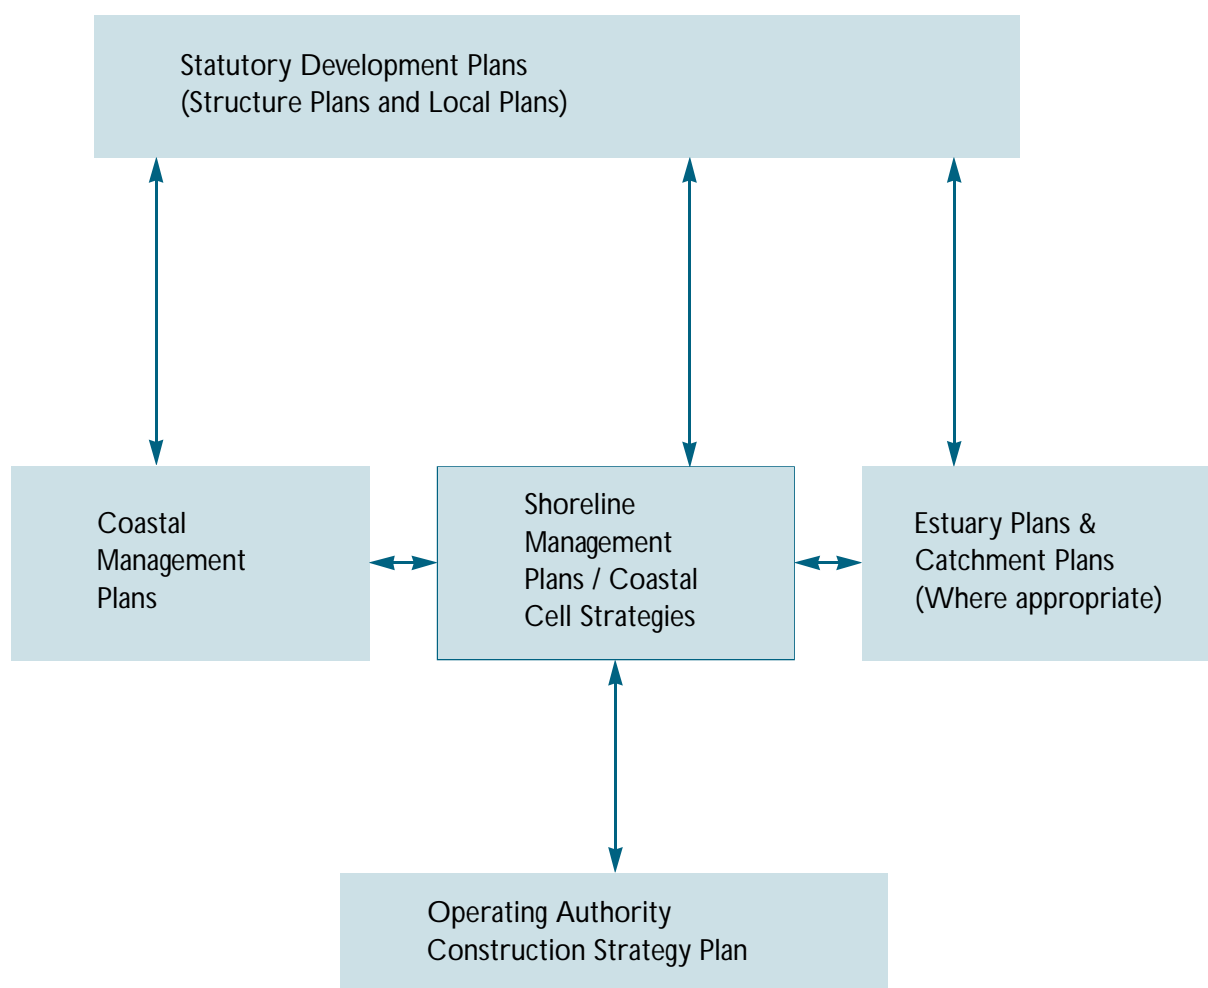 Statutory Development Plans
(Structure Plans and Local Plans)
Coastal
Management
Plans
Shoreline
Management
Plans / Coastal
Cell Strategies
Estuary Plans &
Catchment Plans
(Where appropriate)
Operating Authority
Construction Strategy Plan